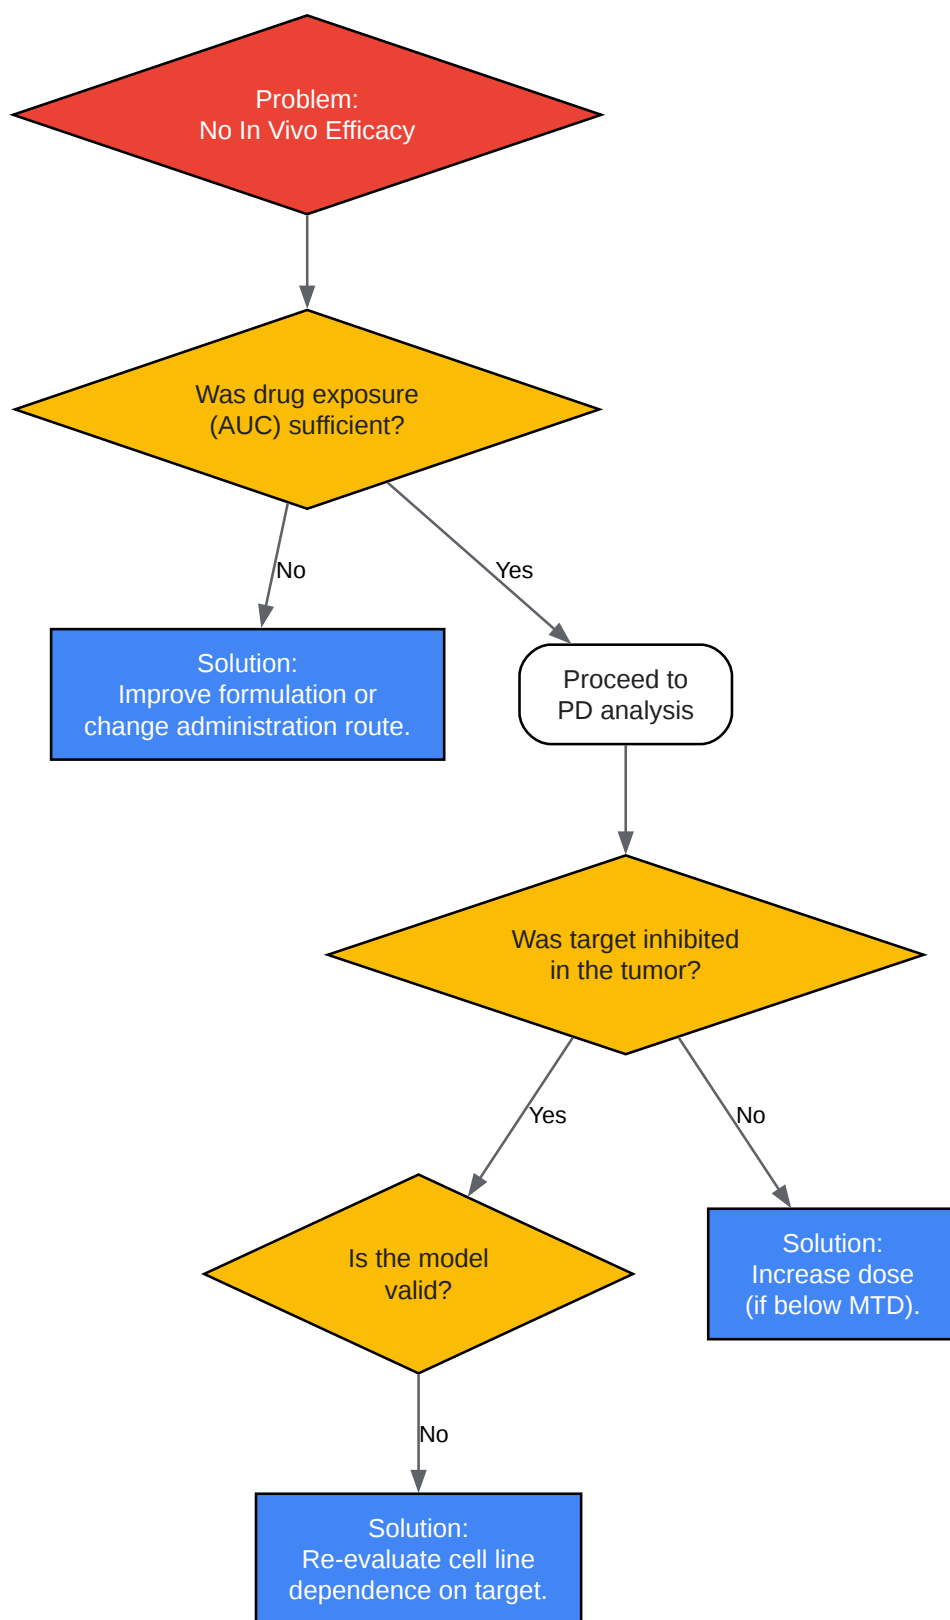 Problem:
No In Vivo Efficacy
Was drug exposure
(AUC) sufficient?
No
Yes
Solution:
Improve formulation or
change administration route.
Proceed to
PD analysis
Was target inhibited
in the tumor?
Yes
No
Is the model
valid?
Solution:
Increase dose
(if below MTD).
No
Solution:
Re-evaluate cell line
dependence on target.